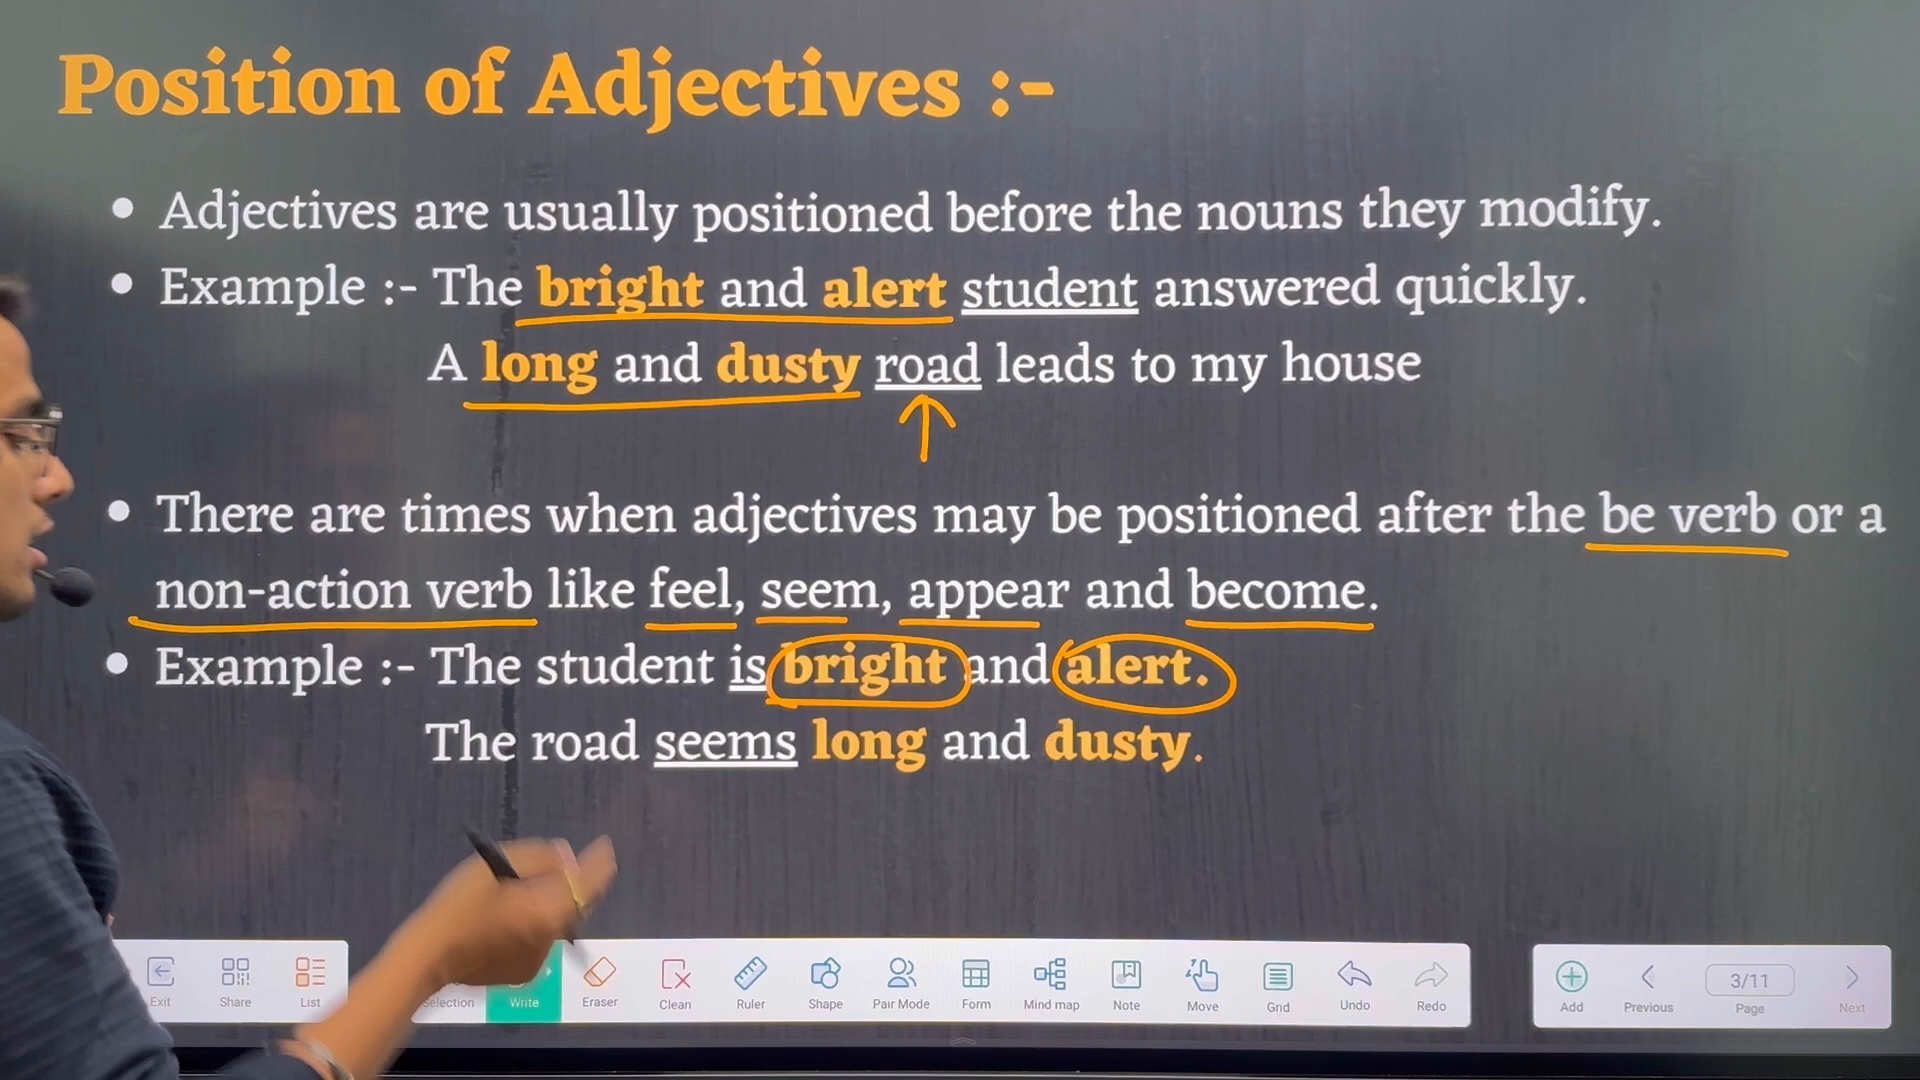 Position of Adjectives :-
• Adjectives are usually positioned before the nouns they modify.
• Example :- The bright and alert student answered quickly.
A long and dusty road leads to my house
• There are times when adjectives may be positioned after the be verb or a
non-action verb like feel, seem, appear and become.
• Example :- The student is bright and alert.
The road seems long and dusty.
Exit Share List Selection Write Eraser Clean Ruler Shape Pair Mode Form Mind map Note Move Grid Undo Redo Add Previous 3/11 Page Next